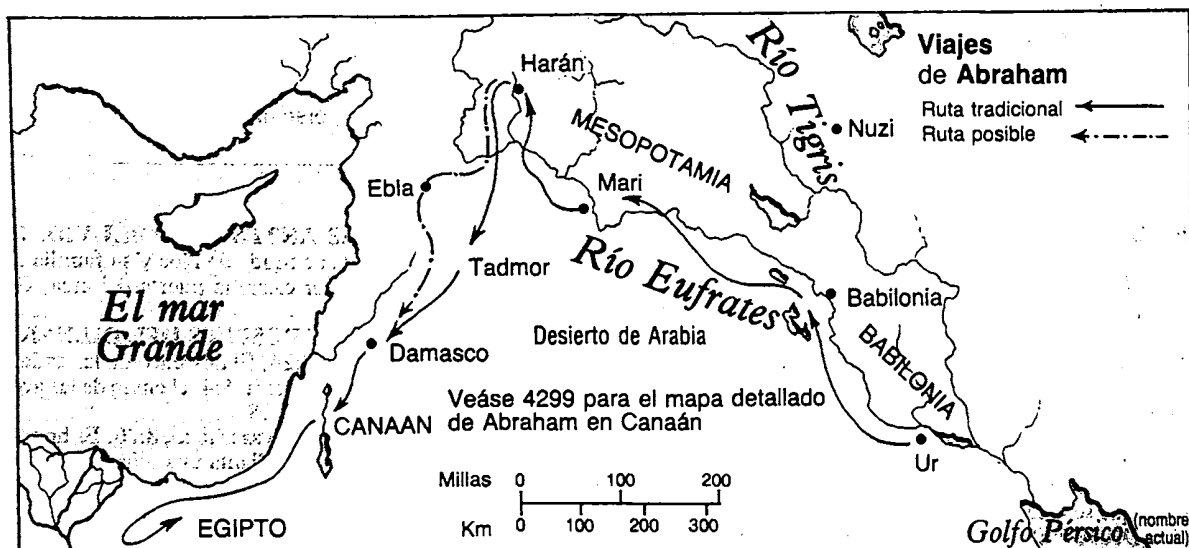 Viajes
de Abraham
Ruta tradicional
Ruta posible
Harán
Río Tigris
Nuzi
MESOPOTAMIA
Ebla
Mari
Tadmor
Río Eufrates
El mar
Grande
Babilonia
Desierto de Arabia
Damasco
BABILONIA
Veáse 4299 para el mapa detallado
de Abraham en Canaán
CANAAN
Ur
Millas 0 100 200
Km 0 100 200 300
EGIPTO
Golfo Pérsico
(nombre
actual)